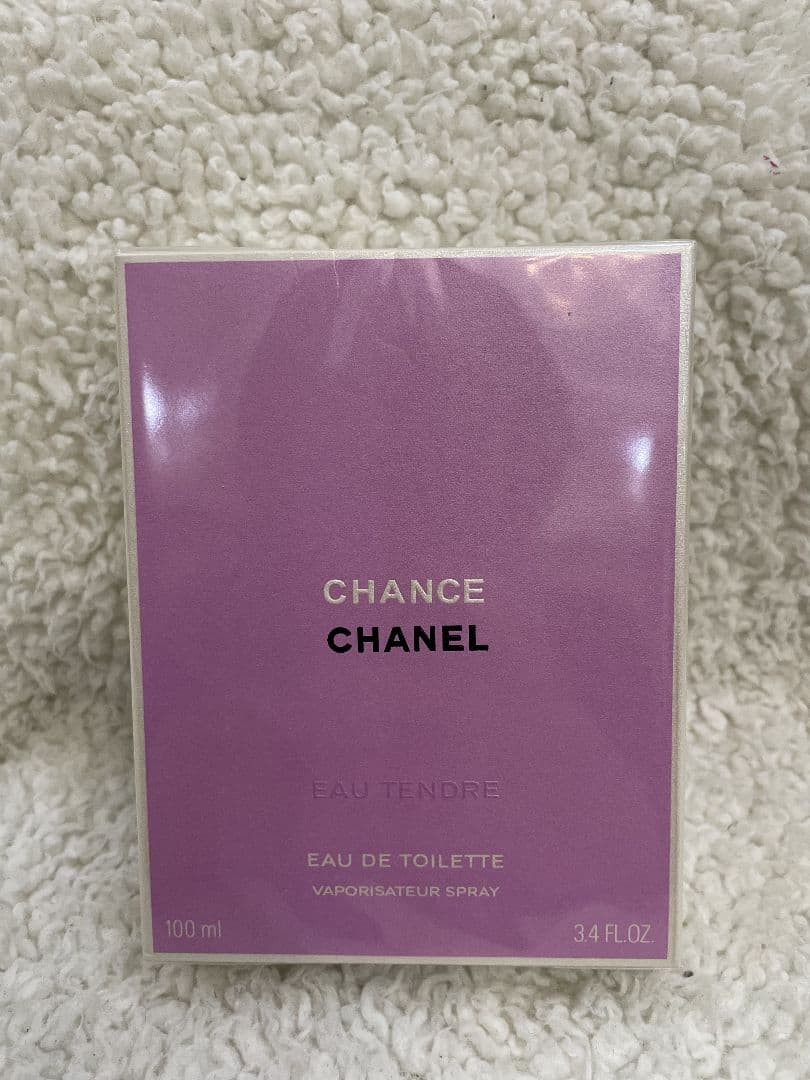 CHANCE
CHANEL
EAU TENDRE
EAU DE TOILETTE
VAPORISATEUR SPRAY
100 ml
3.4 FL.OZ.